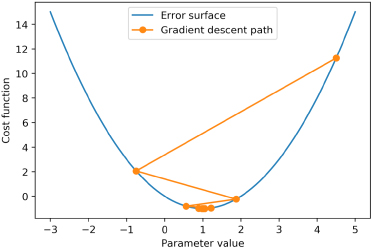 Error surface
Gradient descent path
Cost function
14
12
10
8
6
4
2
0
−3 −2 −1 0 1 2 3 4 5
Parameter value